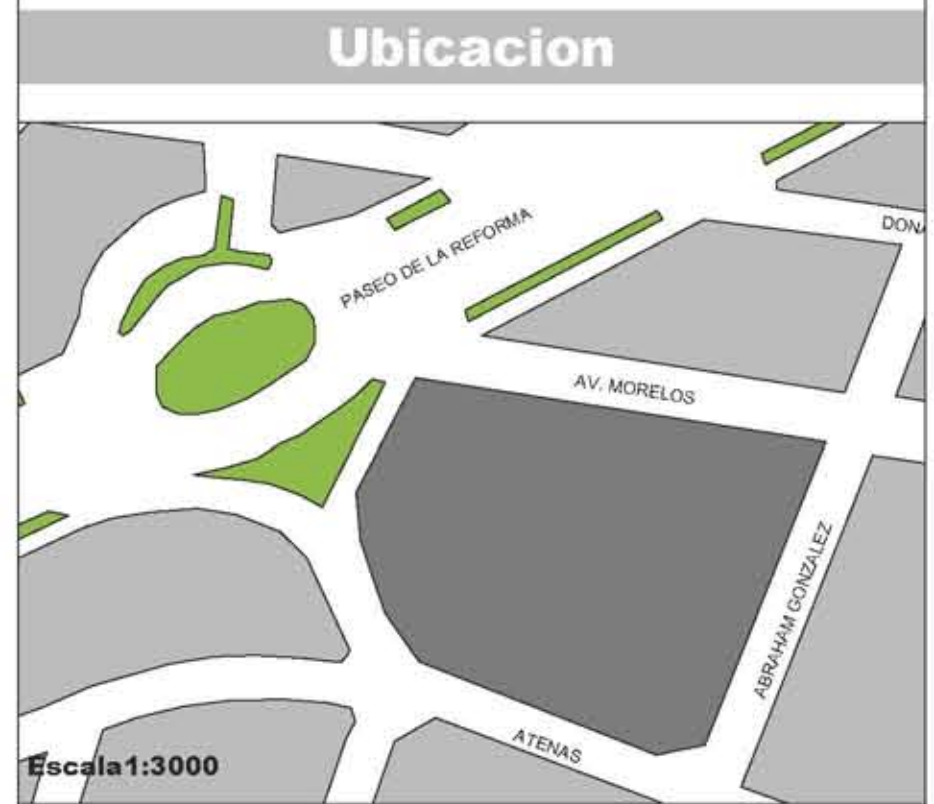 Ubicacion
DONA
PASEO DE LA REFORMA
AV. MORELOS
ABRAHAM GONZALEZ
ATENAS
Escala1:3000